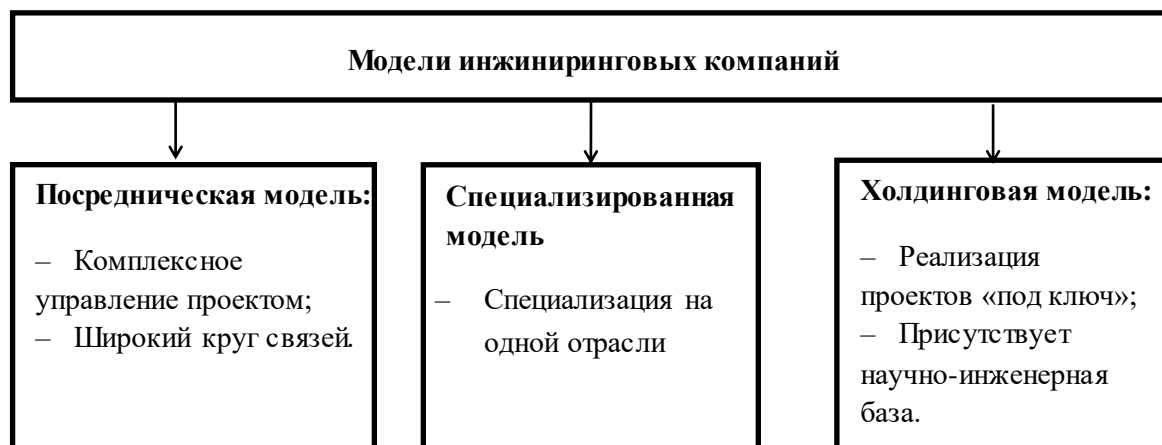 Модели инжиниринговых компаний
Посредническая модель:
– Комплексное
управление проектом;
– Широкий круг связей.
Специализированная
модель
– Специализация на
одной отрасли
Холдинговая модель:
– Реализация
проектов «под ключ»;
– Присутствует
научно-инженерная
база.